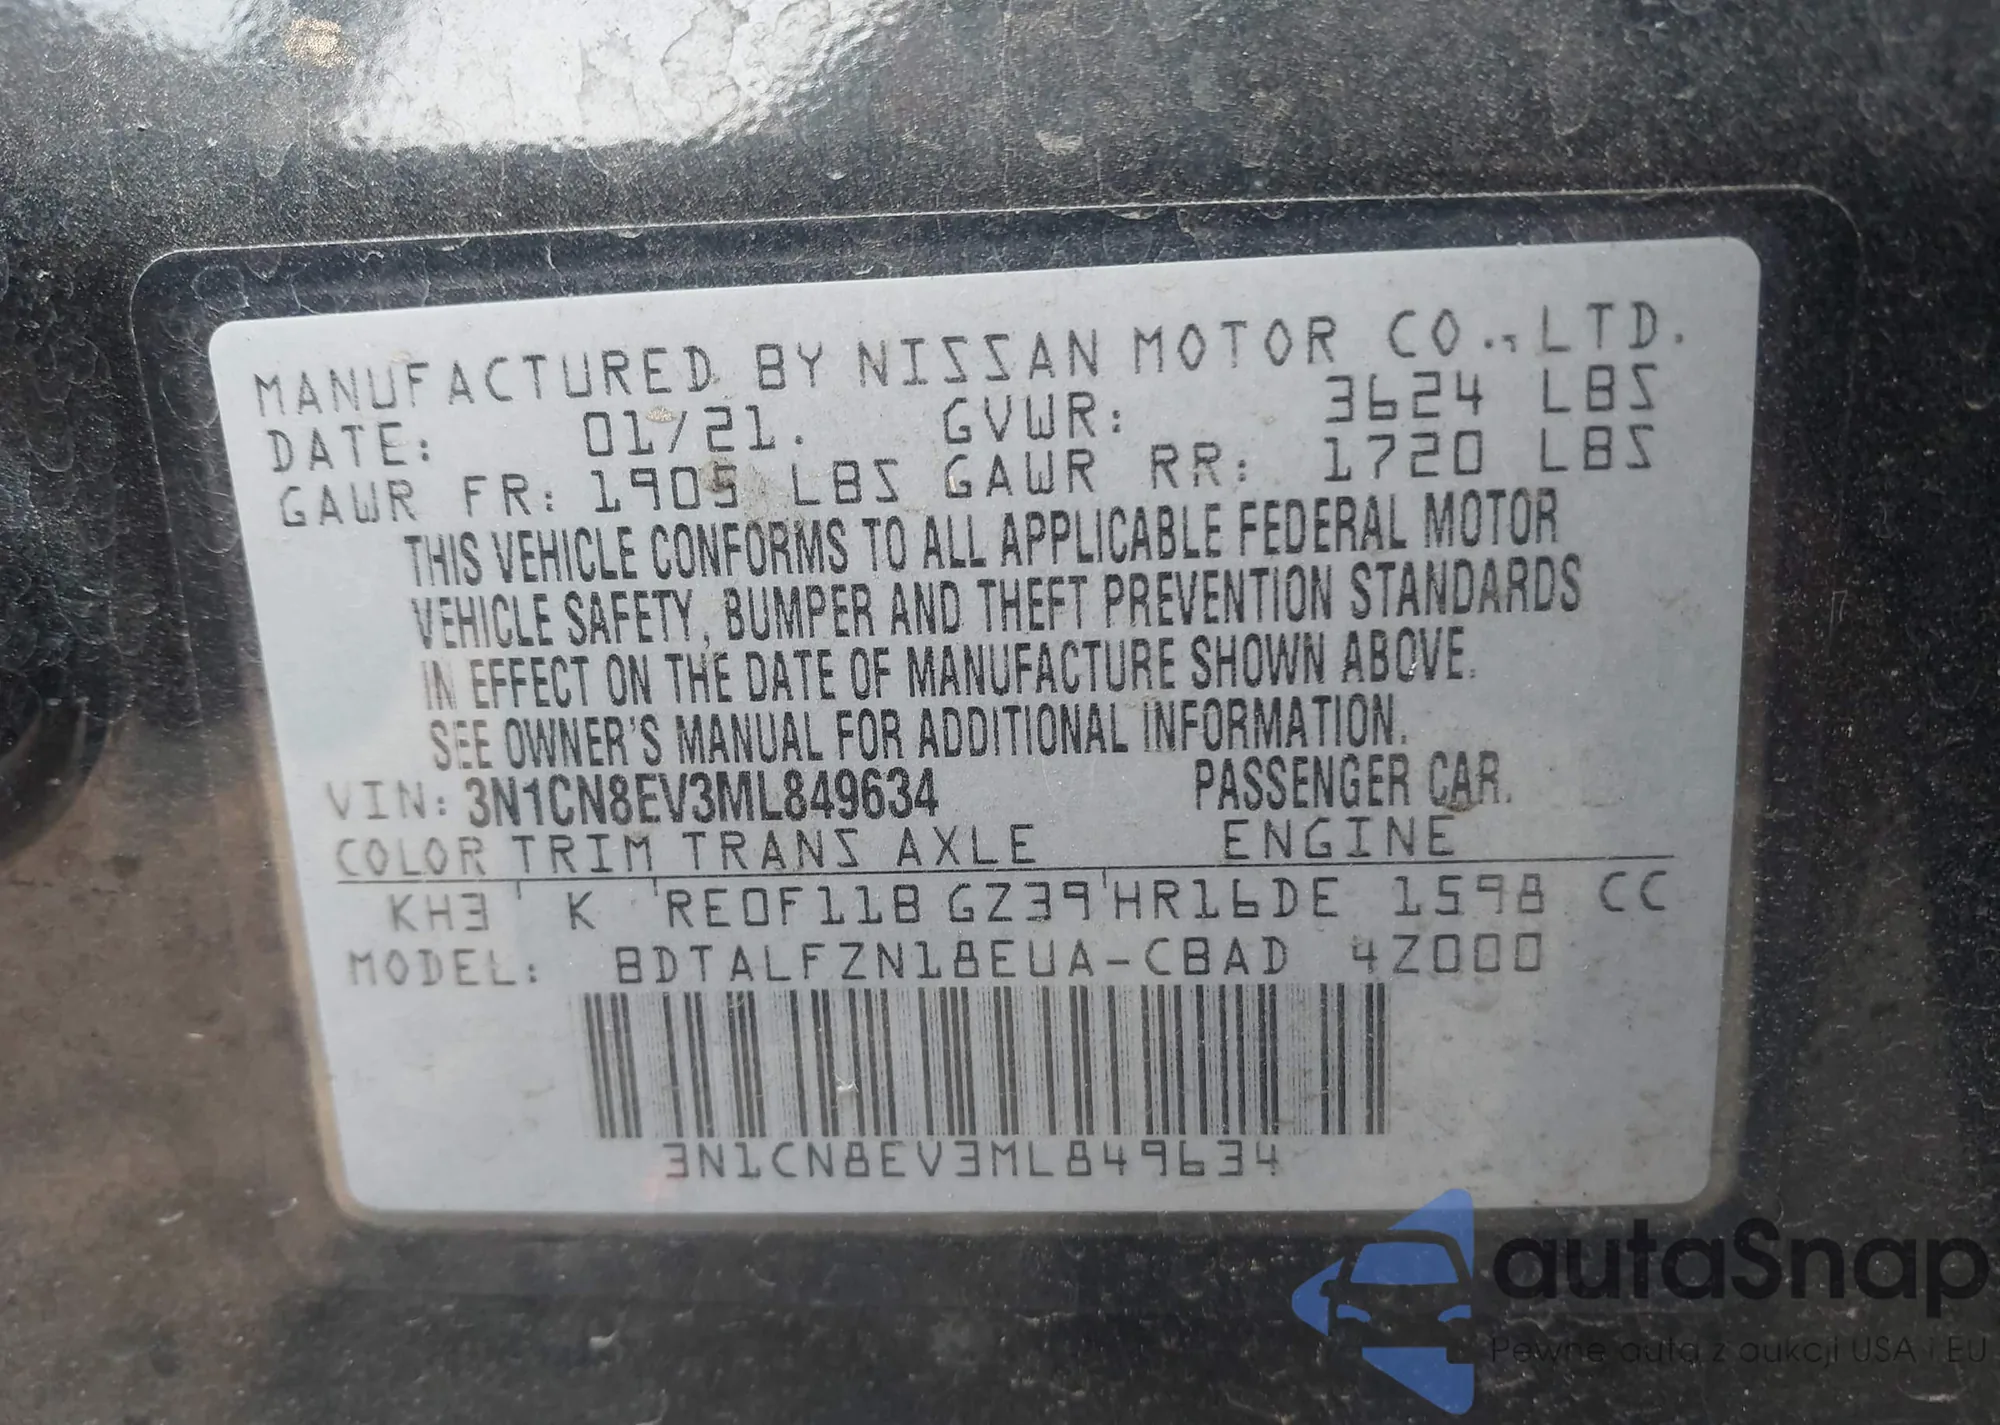 MANUFACTURED BY NISSAN MOTOR CO., LTD.
DATE: 01/21. GVWR: 3624 LBS
GAWR FR: 1905 LBS GAWR RR: 1720 LBS
THIS VEHICLE CONFORMS TO ALL APPLICABLE FEDERAL MOTOR
VEHICLE SAFETY, BUMPER AND THEFT PREVENTION STANDARDS
IN EFFECT ON THE DATE OF MANUFACTURE SHOWN ABOVE.
SEE OWNER'S MANUAL FOR ADDITIONAL INFORMATION.
VIN: 3N1CN8EV3ML849634 PASSENGER CAR.
COLOR TRIM TRANS AXLE ENGINE
KH3 K RE0F11B GZ39 HR16DE 1598 CC
MODEL: BDTALFZN18EUA-CBAD 4Z000
3N1CN8EV3ML849634
autaSnap
Pewne auta z aukcji USA i EU